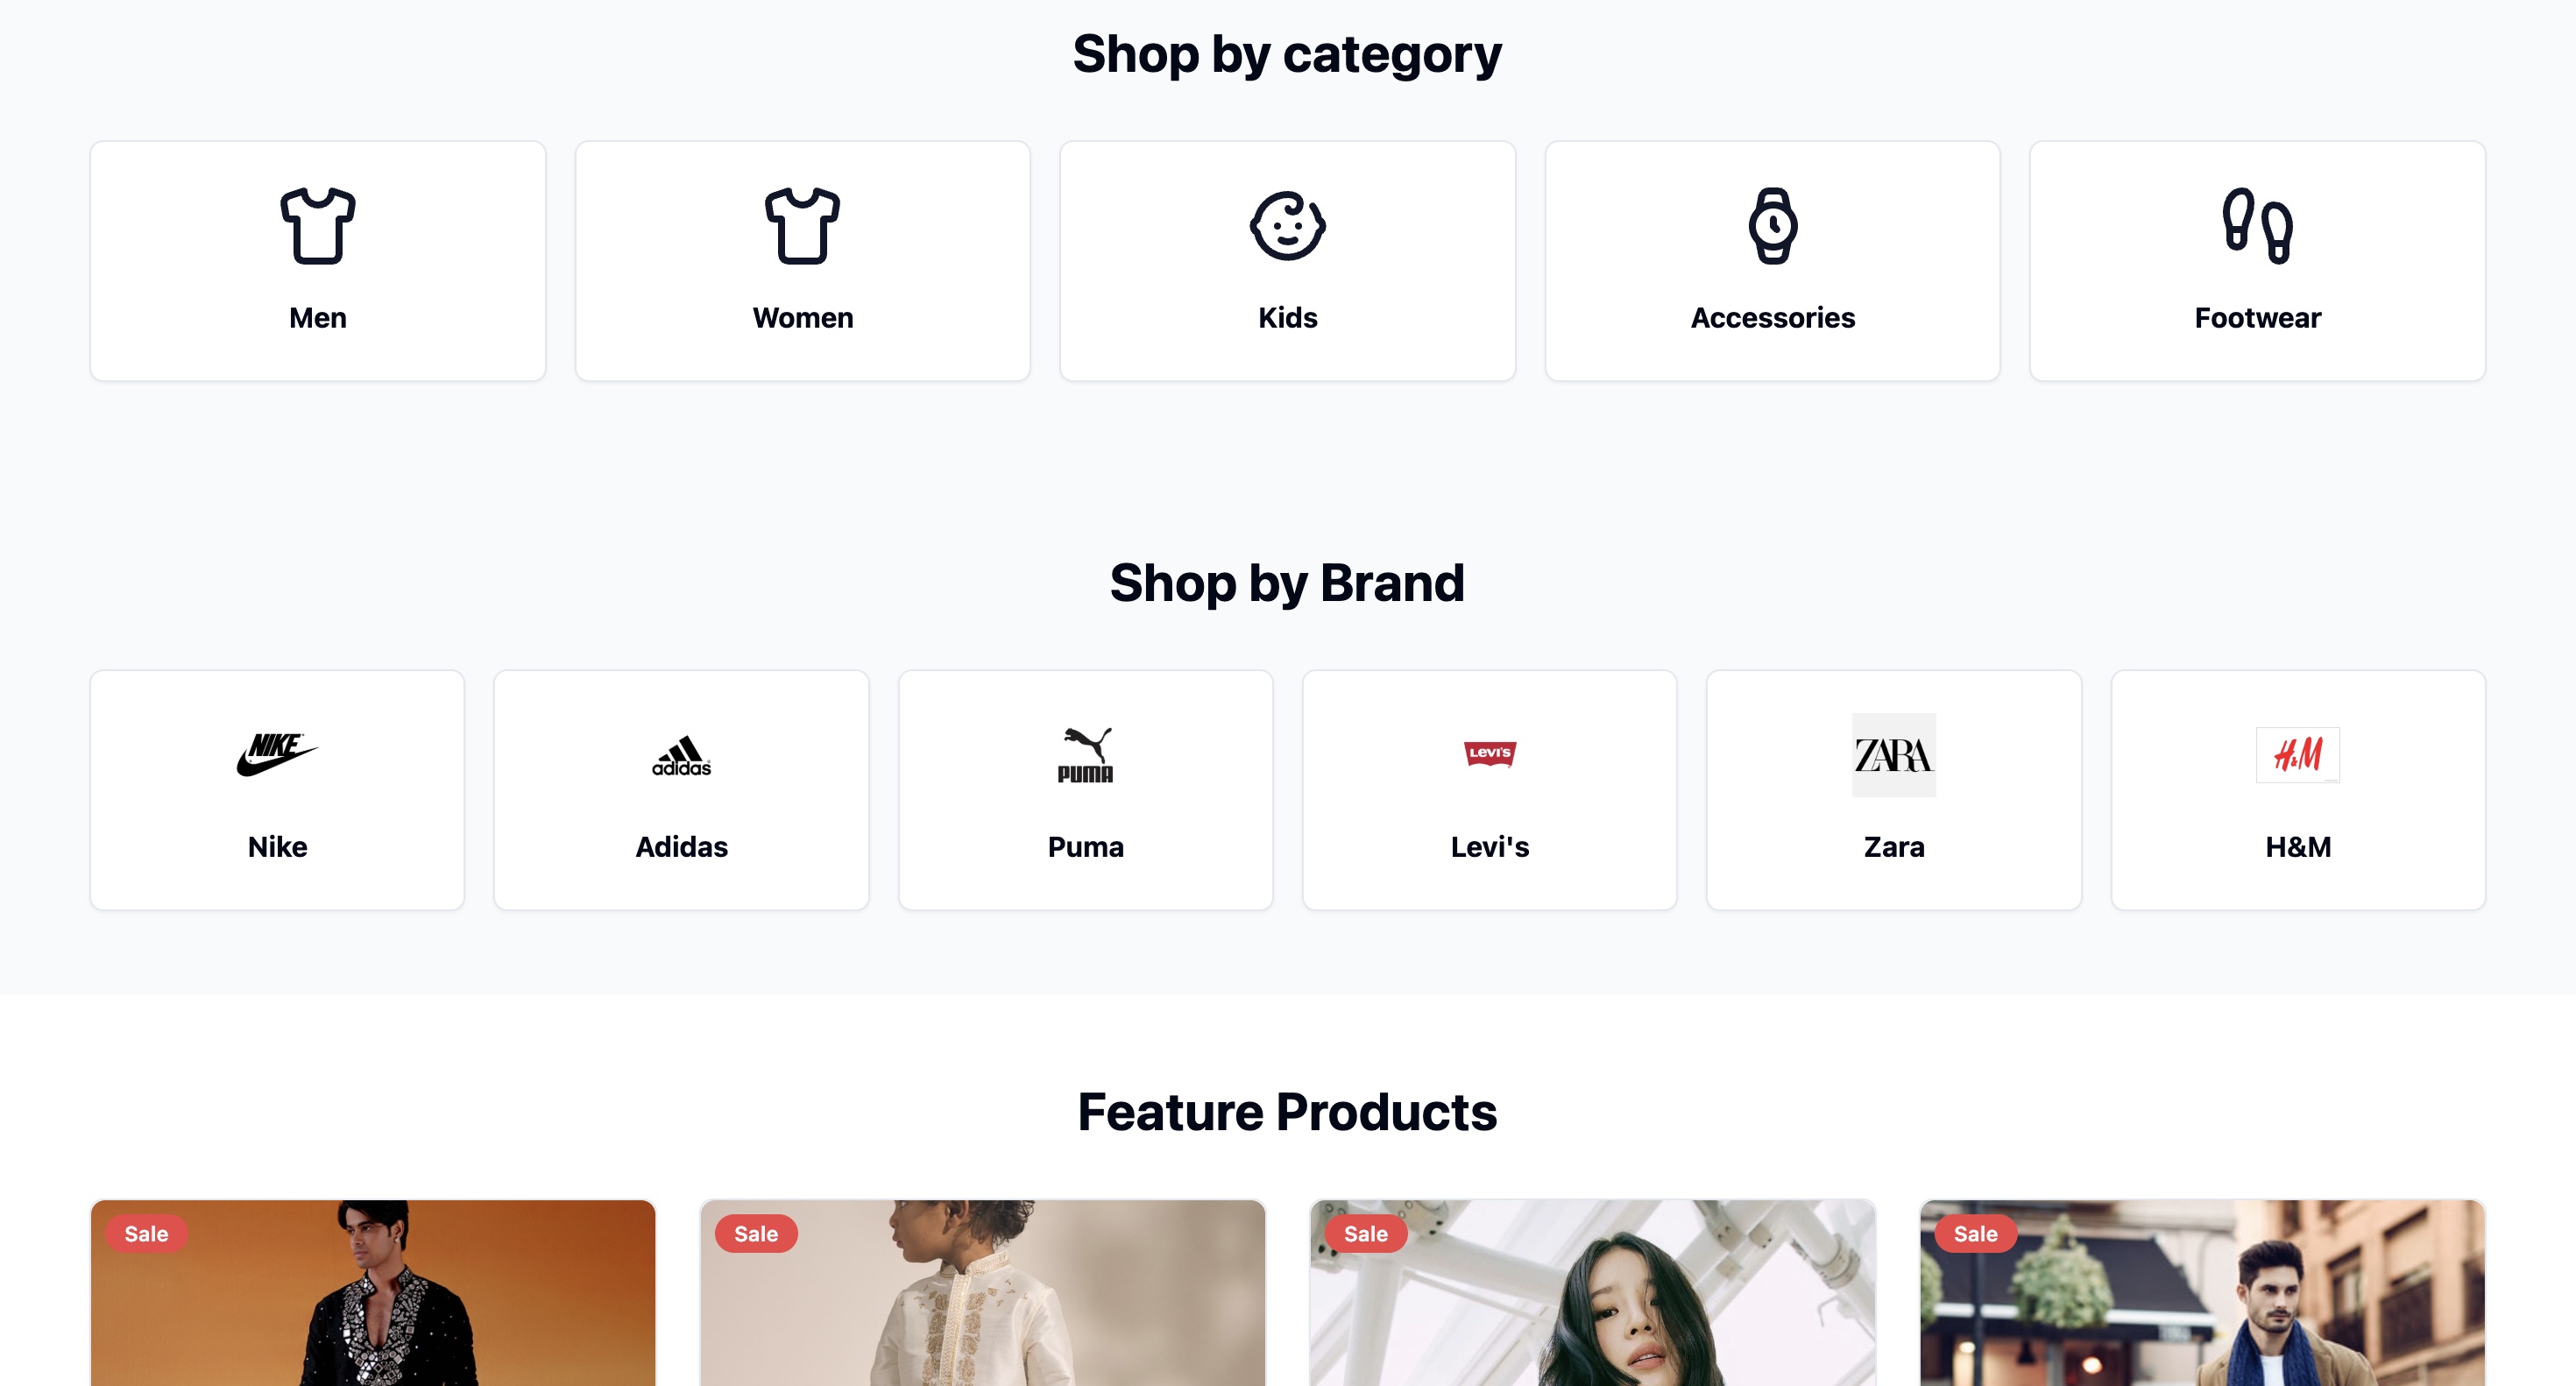 Shop by category
Men
Women
Kids
Accessories
Footwear
Shop by Brand
NIKE
adidas
PUMA
LEVI'S
ZARA
H&M
Nike
Adidas
Puma
Levi's
Zara
H&M
Feature Products
Sale
Sale
Sale
Sale